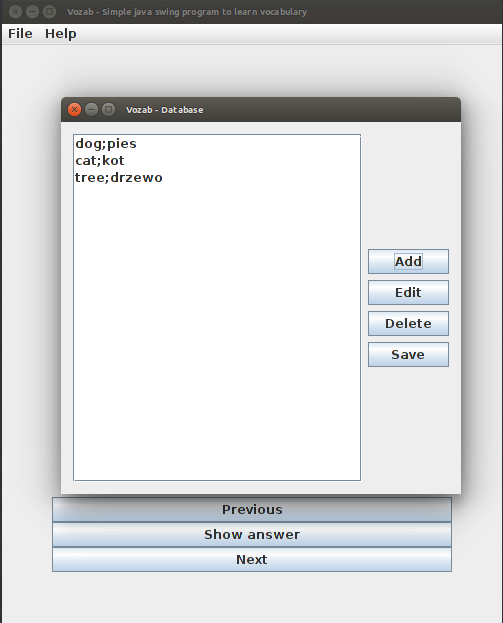 Vozab - Simple java swing program to learn vocabulary
File Help
Vozab - Database
dog;pies
cat;kot
tree;drzewo
Add
Edit
Delete
Save
Previous
Show answer
Next